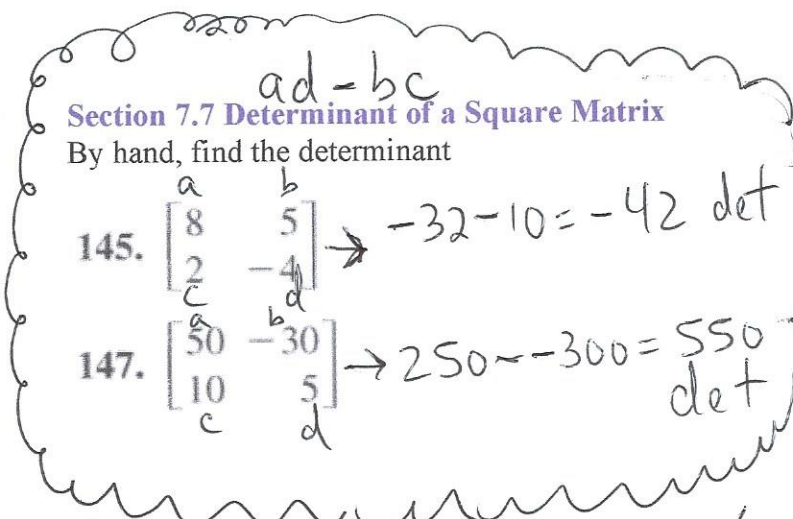 ad - bc
Section 7.7 Determinant of a Square Matrix
By hand, find the determinant
a b
145. [8 5 → -32-10 = -42 det
2 -4]
c d
a b
147. [50 -30 → 250--300 = 550
10 5] det
c d